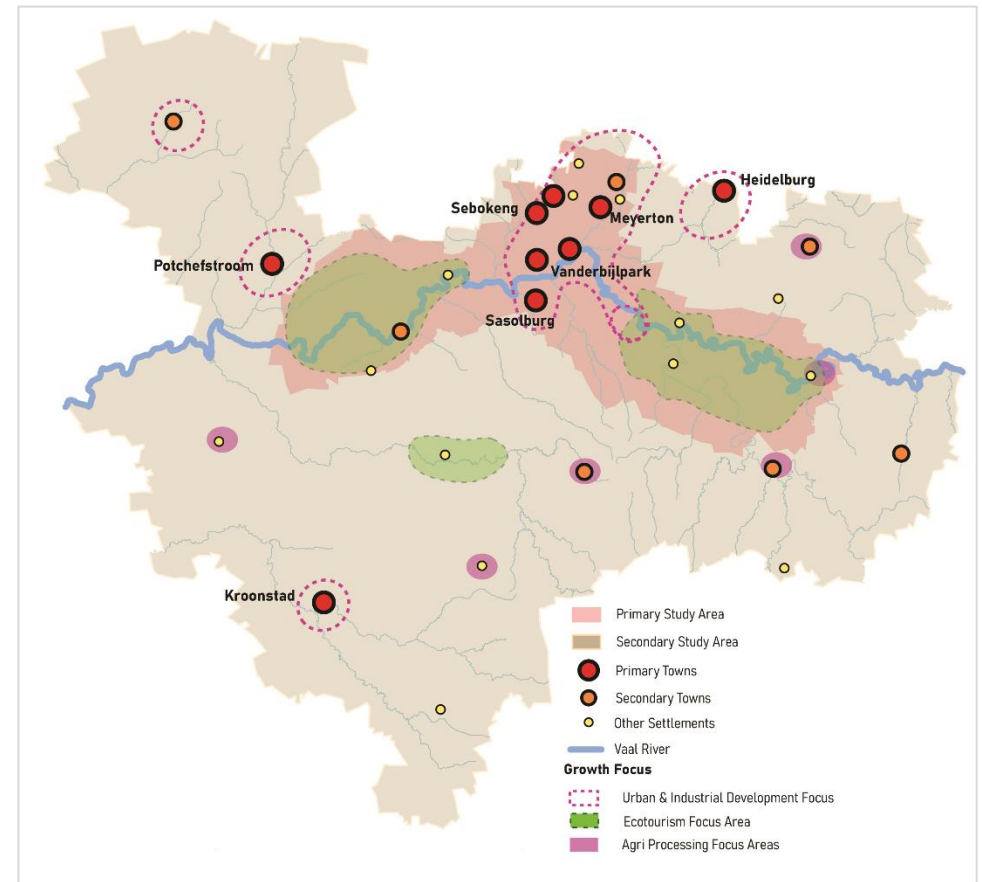 Heidelburg
Sebokeng
Meyerton
Potchefstroom
Vanderbijlpark
Sasolburg
Kroonstad
Primary Study Area
Secondary Study Area
Primary Towns
Secondary Towns
Other Settlements
Vaal River
Growth Focus
Urban & Industrial Development Focus
Ecotourism Focus Area
Agri Processing Focus Areas